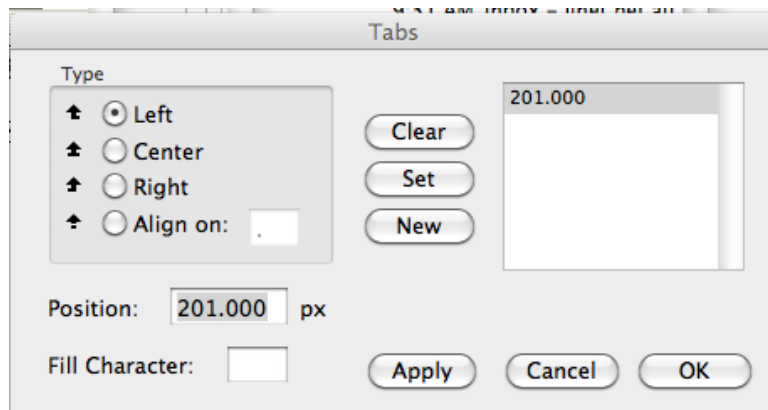 Tabs
Type
Left
Center
Right
Align on: .
Clear
Set
New
201.000
Position: 201.000 px
Fill Character:
Apply Cancel OK